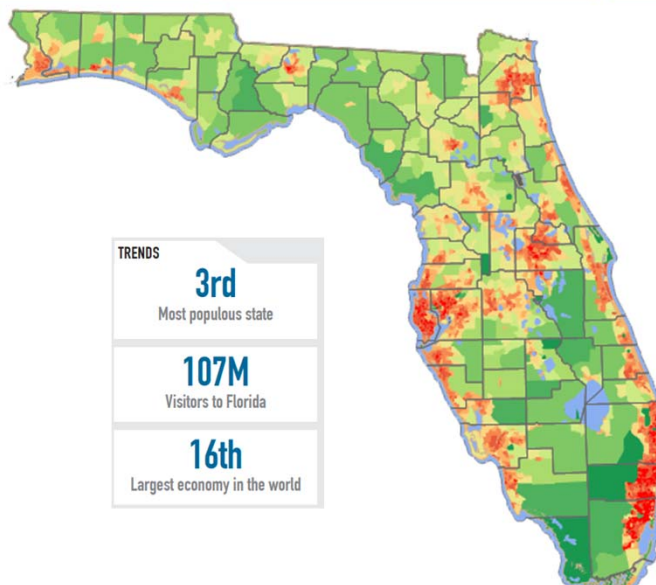 TRENDS
3rd
Most populous state
107M
Visitors to Florida
16th
Largest economy in the world